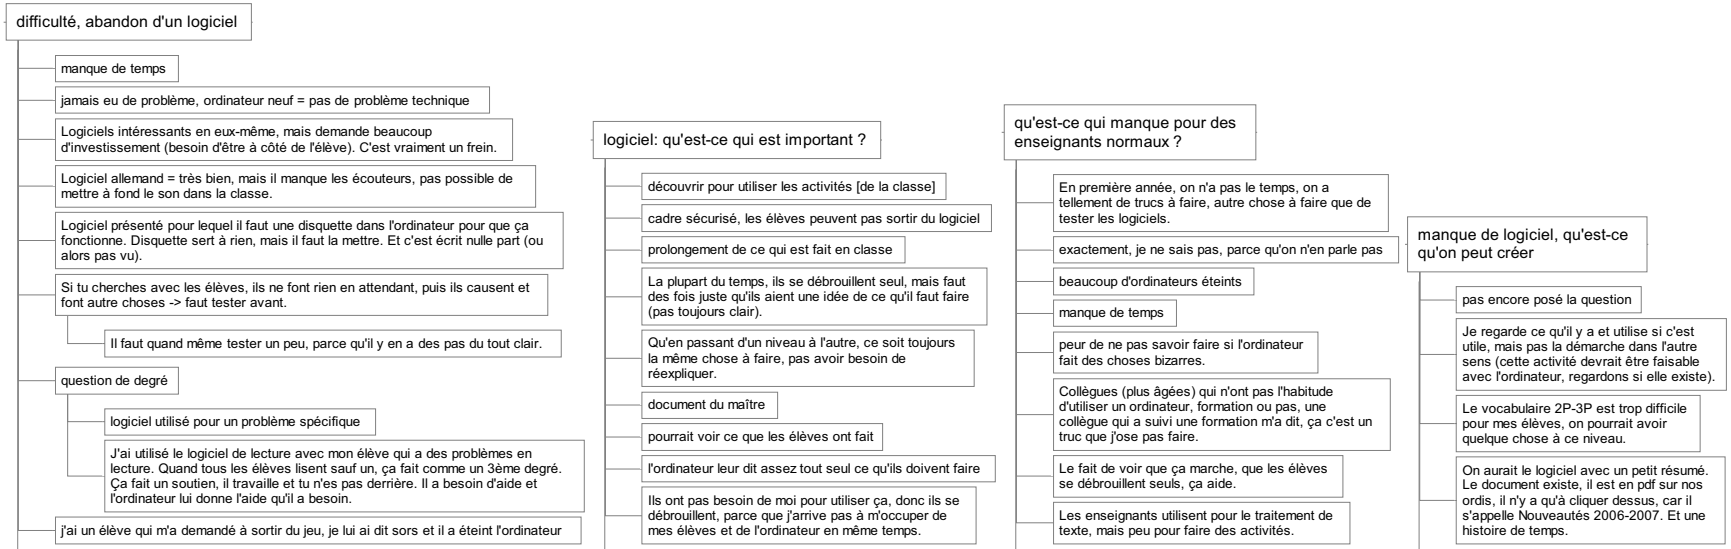 difficulté, abandon d'un logiciel
manque de temps
jamais eu de problème, ordinateur neuf = pas de problème technique
Logiciels intéressants en eux-même, mais demande beaucoup
d'investissement (besoin d'être à côté de l'élève). C'est vraiment un frein.
Logiciel allemand = très bien, mais il manque les écouteurs, pas possible de
mettre à fond le son dans la classe.
Logiciel présenté pour lequel il faut une disquette dans l'ordinateur pour que ça
fonctionne. Disquette sert à rien, mais il faut la mettre. Et c'est écrit nulle part (ou
alors pas vu).
Si tu cherches avec les élèves, ils ne font rien en attendant, puis ils causent et
font autre choses -> faut tester avant.
Il faut quand même tester un peu, parce qu'il y en a des pas du tout clair.
question de degré
logiciel utilisé pour un problème spécifique
J'ai utilisé le logiciel de lecture avec mon élève qui a des problèmes en
lecture. Quand tous les élèves lisent sauf un, ça fait comme un 3ème degré.
Ça fait un soutien, il travaille et tu n'es pas derrière. Il a besoin d'aide et
l'ordinateur lui donne l'aide qu'il a besoin.
j'ai un élève qui m'a demandé à sortir du jeu, je lui ai dit sors et il a éteint l'ordinateur
logiciel: qu'est-ce qui est important ?
découvrir pour utiliser les activités [de la classe]
cadre sécurisé, les élèves peuvent pas sortir du logiciel
prolongement de ce qui est fait en classe
La plupart du temps, ils se débrouillent seul, mais faut
des fois juste qu'ils aient une idée de ce qu'il faut faire
(pas toujours clair).
Qu'en passant d'un niveau à l'autre, ce soit toujours
la même chose à faire, pas avoir besoin de
réexpliquer.
document du maître
pourrait voir ce que les élèves ont fait
l'ordinateur leur dit assez tout seul ce qu'ils doivent faire
Ils ont pas besoin de moi pour utiliser ça, donc ils se
débrouillent, parce que j'arrive pas à m'occuper de
mes élèves et de l'ordinateur en même temps.
qu'est-ce qui manque pour des
enseignants normaux ?
En première année, on n'a pas le temps, on a
tellement de trucs à faire, autre chose à faire que de
tester les logiciels.
exactement, je ne sais pas, parce qu'on n'en parle pas
beaucoup d'ordinateurs éteints
manque de temps
peur de ne pas savoir faire si l'ordinateur
fait des choses bizarres.
Collègues (plus âgées) qui n'ont pas l'habitude
d'utiliser un ordinateur, formation ou pas, une
collègue qui a suivi une formation m'a dit, ça c'est un
truc que j'ose pas faire.
Le fait de voir que ça marche, que les élèves
se débrouillent seuls, ça aide.
Les enseignants utilisent pour le traitement de
texte, mais peu pour faire des activités.
manque de logiciel, qu'est-ce
qu'on peut créer
pas encore posé la question
Je regarde ce qu'il y a et utilise si c'est
utile, mais pas la démarche dans l'autre
sens (cette activité devrait être faisable
avec l'ordinateur, regardons si elle existe).
Le vocabulaire 2P-3P est trop difficile
pour mes élèves, on pourrait avoir
quelque chose à ce niveau.
On aurait le logiciel avec un petit résumé.
Le document existe, il est en pdf sur nos
ordis, il n'y a qu'à cliquer dessus, car il
s'appelle Nouveautés 2006-2007. Et une
histoire de temps.